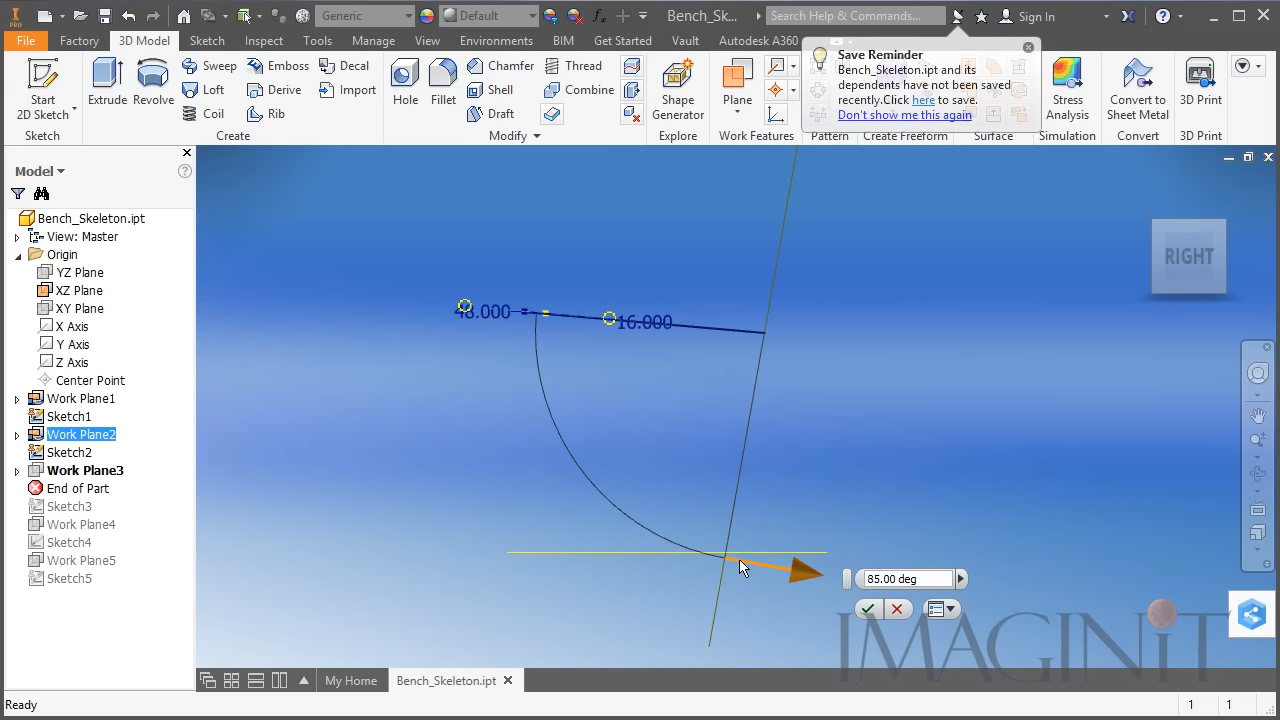 PRO
Generic
Default
Bench_Sk...
Search Help & Commands...
Sign In
File
Factory
3D Model
Sketch
Inspect
Tools
Manage
View
Environments
BIM
Get Started
Vault
Autodesk A360
Start
2D Sketch
Sketch
Extrude
Revolve
Sweep
Loft
Coil
Emboss
Derive
Rib
Decal
Import
Create
Hole
Fillet
Chamfer
Shell
Draft
Thread
Combine
Modify
Shape
Generator
Explore
Plane
Work Features
Save Reminder
Bench_Skeleton.ipt and its
dependents have not been saved
recently.Click here to save.
Don't show me this again
Pattern
Create Freeform
Surface
Stress
Analysis
Simulation
Convert to
Sheet Metal
Convert
3D Print
3D Print
Model
Bench_Skeleton.ipt
View: Master
Origin
YZ Plane
XZ Plane
XY Plane
X Axis
Y Axis
Z Axis
Center Point
Work Plane1
Sketch1
Work Plane2
Sketch2
Work Plane3
End of Part
Sketch3
Work Plane4
Sketch4
Work Plane5
Sketch5
48.000
16.000
RIGHT
85.00 deg
IMAGINiT
My Home
Bench_Skeleton.ipt
Ready
1
1